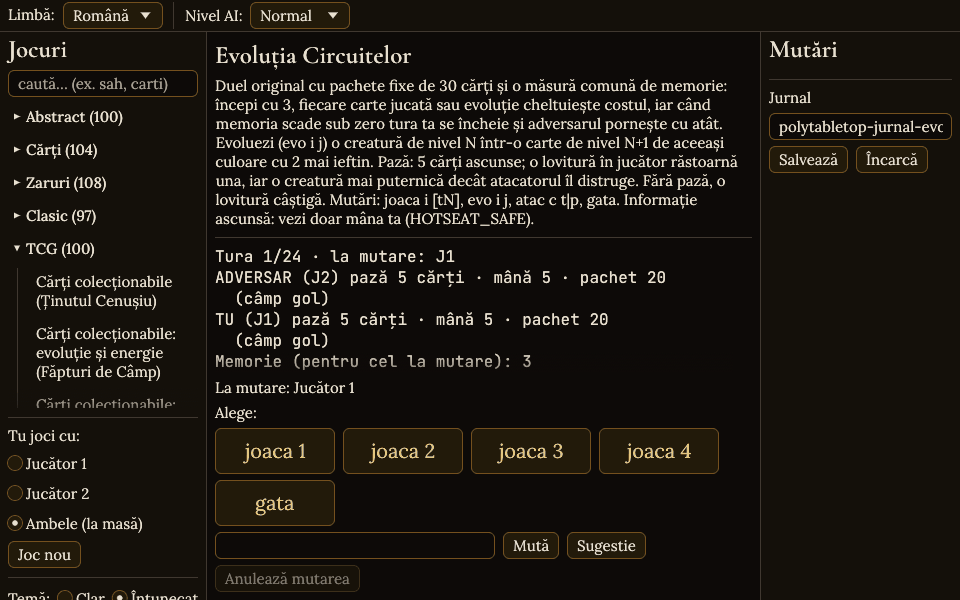 Limbă: Română Nivel AI: Normal
Jocuri
caută... (ex. sah, carti)
Abstract (100)
Cărți (104)
Zaruri (108)
Clasic (97)
TCG (100)
Cărți colecționabile
(Ținutul Cenușiu)
Cărți colecționabile:
evoluție și energie
(Făpturi de Câmp)
Cărți colecționabile:
Tu joci cu:
Jucător 1
Jucător 2
Ambele (la masă)
Joc nou
Temă: Clar Întunecat
Evoluția Circuitelor
Duel original cu pachete fixe de 30 cărți și o măsură comună de memorie:
începi cu 3, fiecare carte jucată sau evoluție cheltuiește costul, iar când
memoria scade sub zero tura ta se încheie și adversarul pornește cu atât.
Evoluezi (evo i j) o creatură de nivel N într-o carte de nivel N+1 de aceeași
culoare cu 2 mai ieftin. Pază: 5 cărți ascunse; o lovitură în jucător răstoarnă
una, iar o creatură mai puternică decât atacatorul îl distruge. Fără pază, o
lovitură câștigă. Mutări: joaca i [tN], evo i j, atac c t|p, gata. Informație
ascunsă: vezi doar mâna ta (HOTSEAT_SAFE).
Tura 1/24 · la mutare: J1
ADVERSAR (J2) pază 5 cărți · mână 5 · pachet 20
(câmp gol)
TU (J1) pază 5 cărți · mână 5 · pachet 20
(câmp gol)
Memorie (pentru cel la mutare): 3
La mutare: Jucător 1
Alege:
joaca 1 joaca 2 joaca 3 joaca 4
gata
Mută Sugestie
Anulează mutarea
Mutări
Jurnal
polytabletop-jurnal-evo
Salvează Încarcă